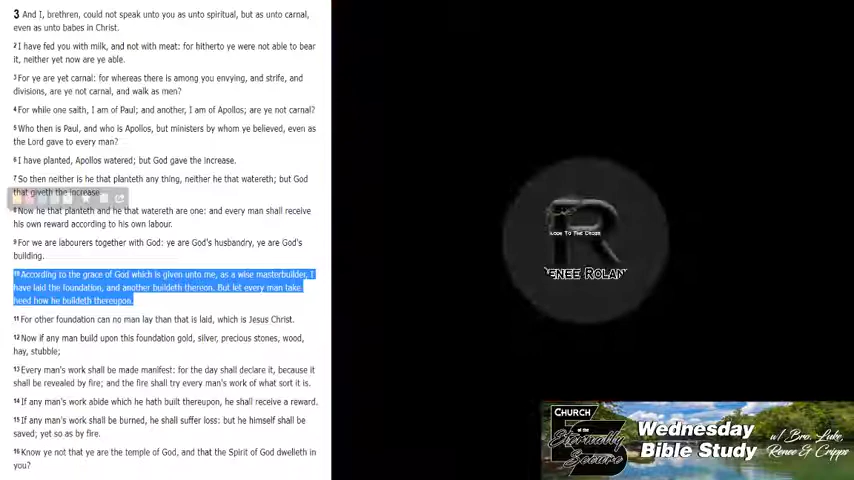 3 And I, brethren, could not speak unto you as unto spiritual, but as unto carnal,
even as unto babes in Christ.
2 I have fed you with milk, and not with meat: for hitherto ye were not able to bear
it, neither yet now are ye able.
3 For ye are yet carnal: for whereas there is among you envying, and strife, and
divisions, are ye not carnal, and walk as men?
4 For while one saith, I am of Paul; and another, I am of Apollos; are ye not carnal?
5 Who then is Paul, and who is Apollos, but ministers by whom ye believed, even as
the Lord gave to every man?
6 I have planted, Apollos watered; but God gave the increase.
7 So then neither is he that planteth any thing, neither he that watereth; but God
that giveth the increase.
8 Now he that planteth and he that watereth are one: and every man shall receive
his own reward according to his own labour.
9 For we are labourers together with God: ye are God's husbandry, ye are God's
building.
10 According to the grace of God which is given unto me, as a wise masterbuilder, I
have laid the foundation, and another buildeth thereon. But let every man take
heed how he buildeth thereupon.
11 For other foundation can no man lay than that is laid, which is Jesus Christ.
12 Now if any man build upon this foundation gold, silver, precious stones, wood,
hay, stubble;
13 Every man's work shall be made manifest: for the day shall declare it, because it
shall be revealed by fire; and the fire shall try every man's work of what sort it is.
14 If any man's work abide which he hath built thereupon, he shall receive a reward.
15 If any man's work shall be burned, he shall suffer loss: but he himself shall be
saved; yet so as by fire.
16 Know ye not that ye are the temple of God, and that the Spirit of God dwelleth in
you?
R
Look To The Cross
RENEE ROLAND
CHURCH
of the
Eternally
Secure
Wednesday
Bible Study
w/ Bro. Luke,
Renee & Cripps